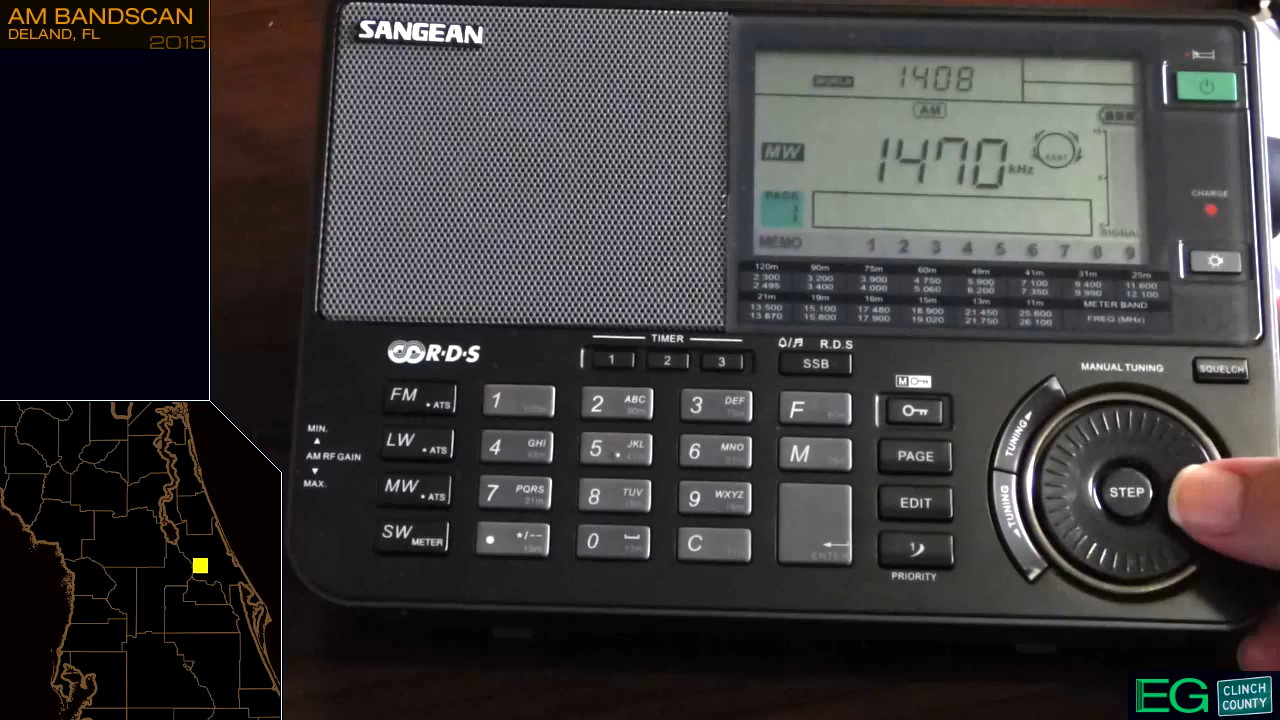 AM BANDSCAN
DELAND, FL
2015
SANGEAN
WORLD 1408
AM
MW 1470 kHz
PAGE 1
MEMO 1 2 3 4 5 6 7 8 9
SIGNAL
120m 90m 75m 60m 49m 41m 31m 25m
2 300 3 200 3 900 4 750 5 900 7 100 9 400 11 600
2 495 3 400 4 000 5 060 6 200 7 350 9 990 12 100
21m 19m 16m 15m 13m 11m METER BAND
13 500 15 100 17 480 18 900 21 450 25 600
13 870 15 800 17 900 19 020 21 750 26 100 FREQ (MHz)
CHARGE
R·D·S
TIMER
1 2 3
R.D.S
SSB
MANUAL TUNING
SQUELCH
FM • ATS
1
2 ABC
3 DEF
F
M
MIN.
AM RF GAIN
MAX.
LW • ATS
4 GHI
5 JKL
6 MNO
M
PAGE
TUNING
TUNING
STEP
MW • ATS
7 PQRS
8 TUV
9 WXYZ
EDIT
SW METER
• */--
0
C
ENTER
PRIORITY
EG
CLINCH
COUNTY